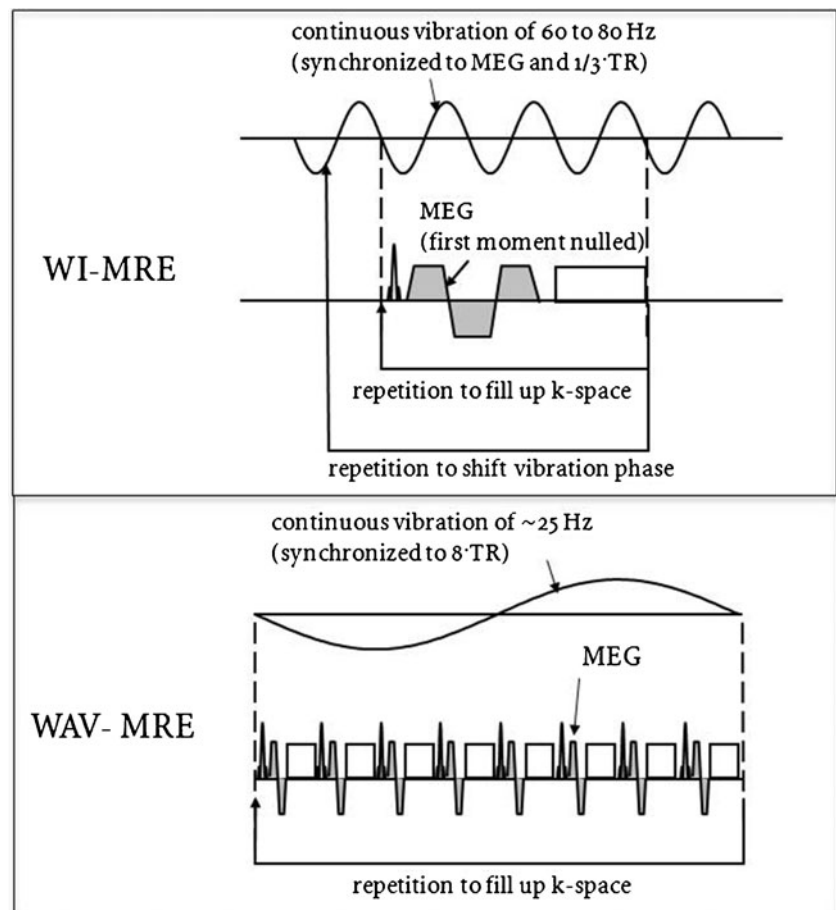 continuous vibration of 60 to 80 Hz
(synchronized to MEG and 1/3·TR)
MEG
(first moment nulled)
WI-MRE
repetition to fill up k-space
repetition to shift vibration phase
continuous vibration of ~25 Hz
(synchronized to 8·TR)
MEG
WAV- MRE
repetition to fill up k-space